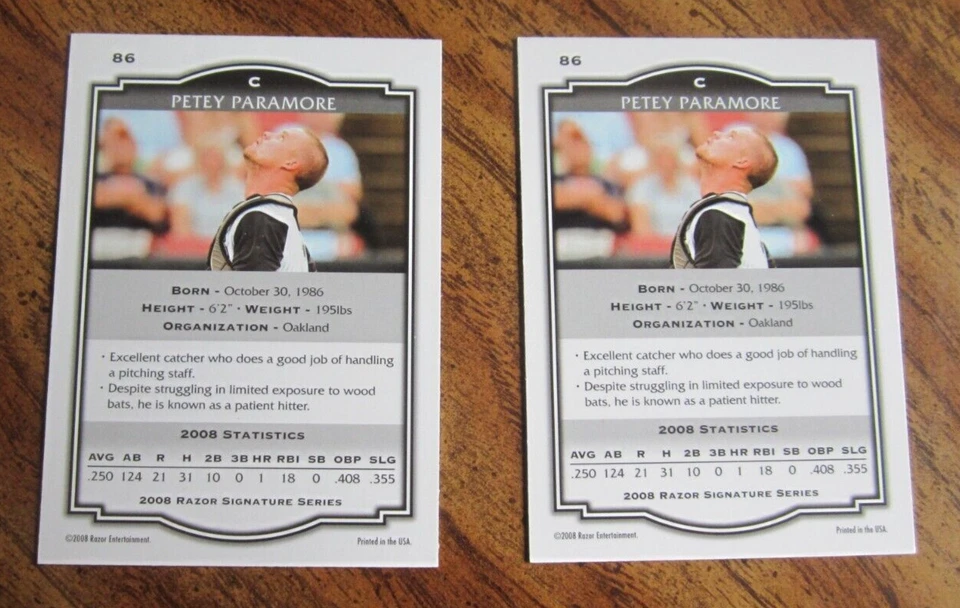 86
C
PETEY PARAMORE
BORN - October 30, 1986
HEIGHT - 6'2" · WEIGHT - 195lbs
ORGANIZATION - Oakland
· Excellent catcher who does a good job of handling
a pitching staff.
· Despite struggling in limited exposure to wood
bats, he is known as a patient hitter.
2008 STATISTICS
AVG AB R H 2B 3B HR RBI SB OBP SLG
.250 124 21 31 10 0 1 18 0 .408 .355
2008 RAZOR SIGNATURE SERIES
©2008 Razor Entertainment. Printed in the USA.
86
C
PETEY PARAMORE
BORN - October 30, 1986
HEIGHT - 6'2" · WEIGHT - 195lbs
ORGANIZATION - Oakland
· Excellent catcher who does a good job of handling
a pitching staff.
· Despite struggling in limited exposure to wood
bats, he is known as a patient hitter.
2008 STATISTICS
AVG AB R H 2B 3B HR RBI SB OBP SLG
.250 124 21 31 10 0 1 18 0 .408 .355
2008 RAZOR SIGNATURE SERIES
©2008 Razor Entertainment. Printed in the USA.